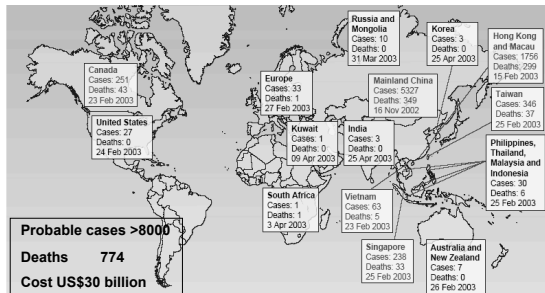 Russia and
Mongolia
Cases: 10
Deaths: 0
31 Mar 2003
Korea
Cases: 3
Deaths: 0
25 Apr 2003
Hong Kong
and Macau
Cases: 1756
Deaths: 299
15 Feb 2003
Canada
Cases: 251
Deaths: 43
23 Feb 2003
Europe
Cases: 33
Deaths: 1
27 Feb 2003
Mainland China
Cases: 5327
Deaths: 349
16 Nov 2002
Taiwan
Cases: 346
Deaths: 37
25 Feb 2003
United States
Cases: 27
Deaths: 0
24 Feb 2003
Kuwait
Cases: 1
Deaths: 0
09 Apr 2003
India
Cases: 3
Deaths: 0
25 Apr 2003
Philippines,
Thailand,
Malaysia and
Indonesia
Cases: 30
Deaths: 6
25 Feb 2003
South Africa
Cases: 1
Deaths: 1
3 Apr 2003
Vietnam
Cases: 63
Deaths: 5
23 Feb 2003
Singapore
Cases: 238
Deaths: 33
25 Feb 2003
Australia and
New Zealand
Cases: 7
Deaths: 0
26 Feb 2003
Probable cases >8000
Deaths 774
Cost US$30 billion